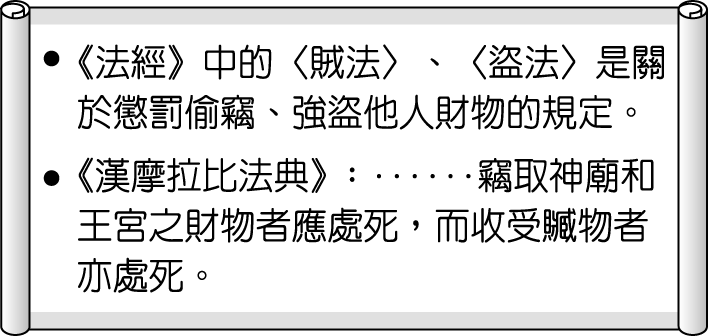 •《法經》中的〈賊法〉、〈盜法〉是關
於懲罰偷竊、強盜他人財物的規定。
•《漢摩拉比法典》：⋯⋯竊取神廟和
王宮之財物者應處死，而收受贓物者
亦處死。